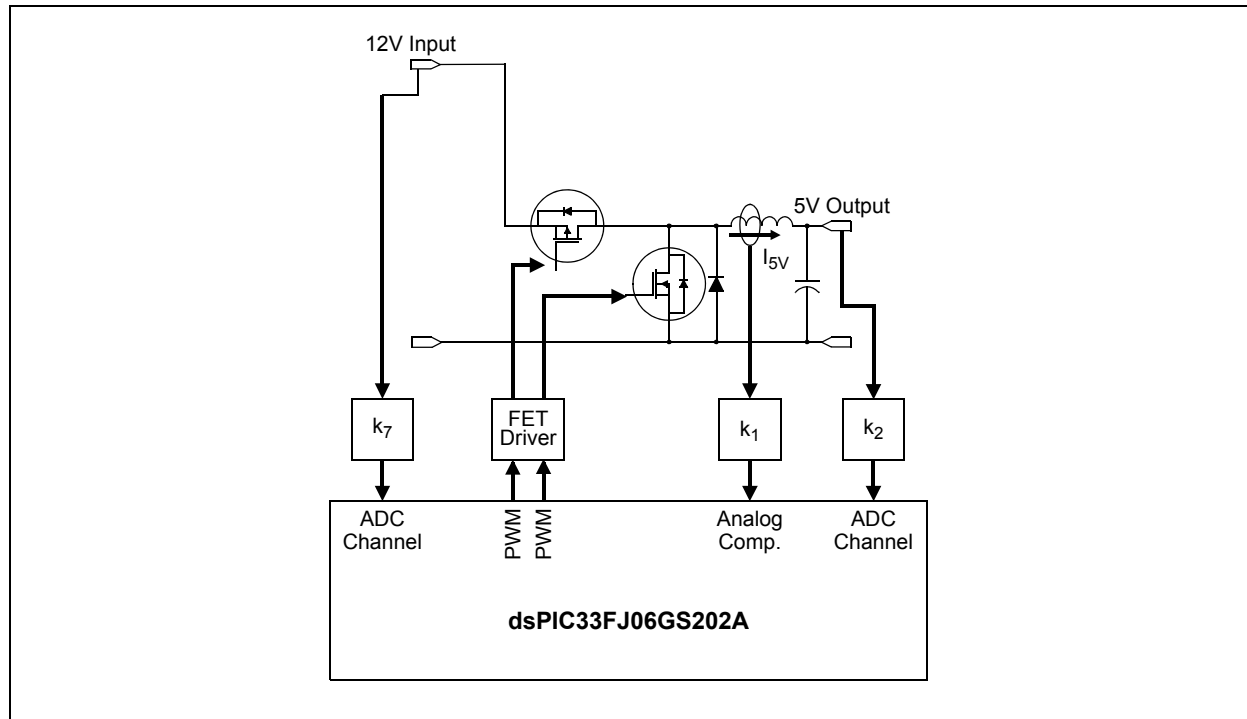 12V Input
5V Output
I5V
k7
FET
Driver
k1
k2
ADC
Channel
PWM
PWM
Analog
Comp.
ADC
Channel
dsPIC33FJ06GS202A